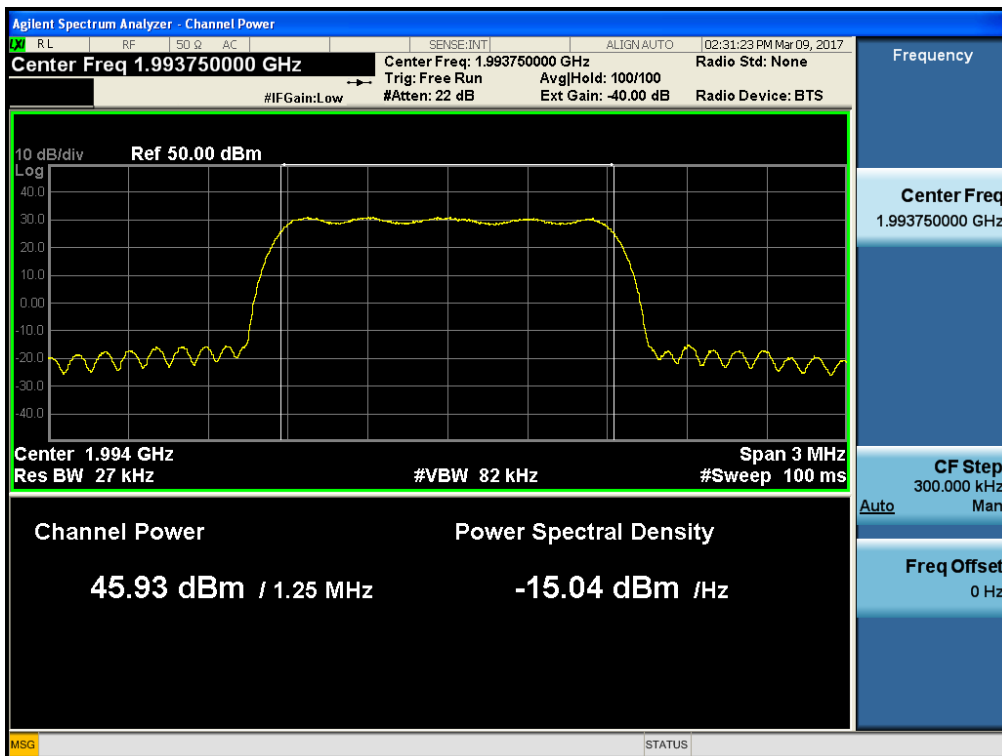 Agilent Spectrum Analyzer - Channel Power
LXI RL RF 50 Ω AC SENSE:INT ALIGN AUTO 02:31:23 PM Mar 09, 2017
Center Freq 1.993750000 GHz
Center Freq: 1.993750000 GHz Radio Std: None
Trig: Free Run Avg|Hold: 100/100
#IFGain:Low #Atten: 22 dB Ext Gain: -40.00 dB Radio Device: BTS
10 dB/div Ref 50.00 dBm
Log
40.0
30.0
20.0
10.0
0.00
-10.0
-20.0
-30.0
-40.0
Center 1.994 GHz Span 3 MHz
Res BW 27 kHz #VBW 82 kHz #Sweep 100 ms
Channel Power Power Spectral Density
45.93 dBm / 1.25 MHz -15.04 dBm /Hz
Frequency
Center Freq
1.993750000 GHz
CF Step
300.000 kHz
Auto Man
Freq Offset
0 Hz
MSG STATUS